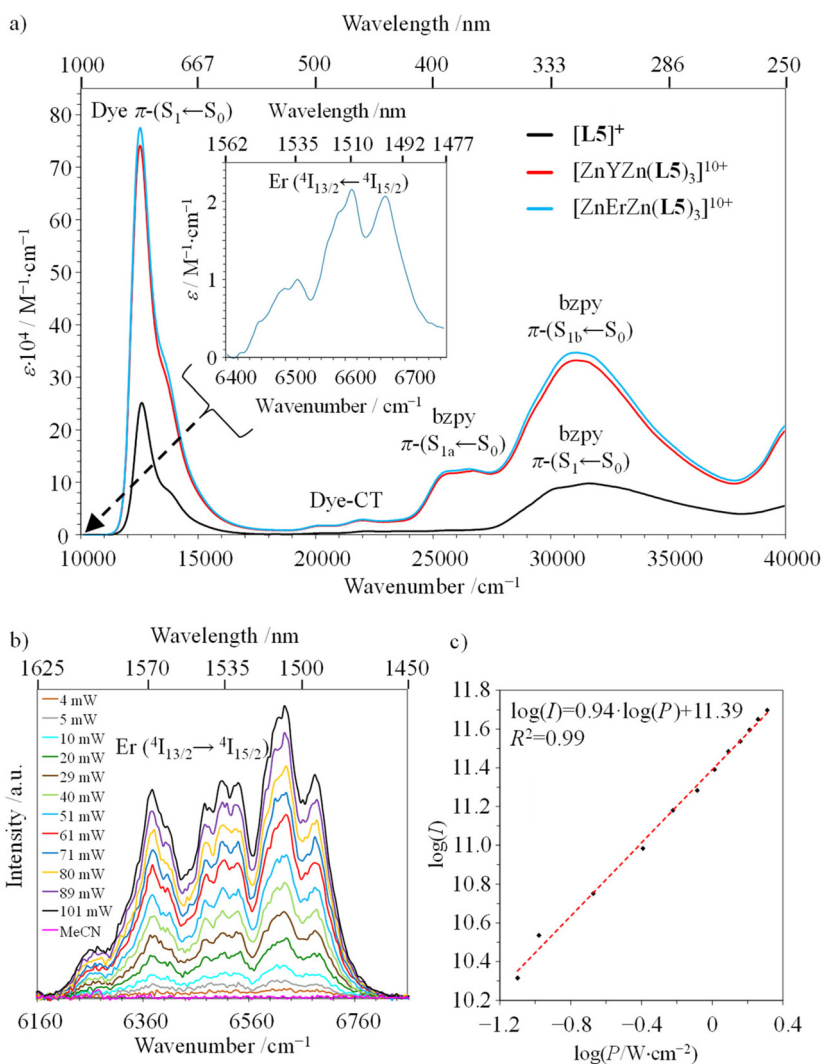 a)
Wavelength /nm
1000 667 500 400 333 286 250
Dye π-(S₁←S₀)
Wavelength /nm
1562 1535 1510 1492 1477
Er (⁴I₁₃/₂←⁴I₁₅/₂)
ε / M⁻¹·cm⁻¹
2
1
0
6400 6500 6600 6700
Wavenumber / cm⁻¹
[L5]⁺
[ZnYZn(L5)₃]¹⁰⁺
[ZnErZn(L5)₃]¹⁰⁺
ε·10⁴ / M⁻¹·cm⁻¹
80
70
60
50
40
30
20
10
0
bzpy
π-(S₁ₐ←S₀)
bzpy
π-(S₁b←S₀)
bzpy
π-(S₁←S₀)
Dye-CT
10000 15000 20000 25000 30000 35000 40000
Wavenumber /cm⁻¹
b)
Wavelength /nm
1625 1570 1535 1500 1450
4 mW
5 mW
10 mW
20 mW
29 mW
40 mW
51 mW
61 mW
71 mW
80 mW
89 mW
101 mW
MeCN
Er (⁴I₁₃/₂→⁴I₁₅/₂)
Intensity /a.u.
6160 6360 6560 6760
Wavenumber /cm⁻¹
c)
log(I)=0.94·log(P)+11.39
R²=0.99
log(I)
11.8
11.6
11.4
11.2
11.0
10.8
10.6
10.4
10.2
−1.2 −0.8 −0.4 0 0.4
log(P/W·cm⁻²)